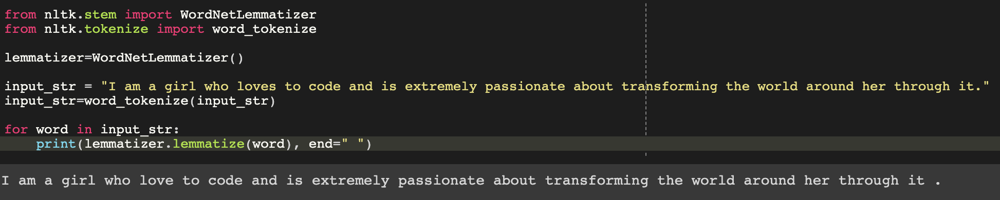 from nltk.stem import WordNetLemmatizer
from nltk.tokenize import word_tokenize
lemmatizer=WordNetLemmatizer()
input_str = "I am a girl who loves to code and is extremely passionate about transforming the world around her through it."
input_str=word_tokenize(input_str)
for word in input_str:
    print(lemmatizer.lemmatize(word), end=" ")
I am a girl who love to code and is extremely passionate about transforming the world around her through it .